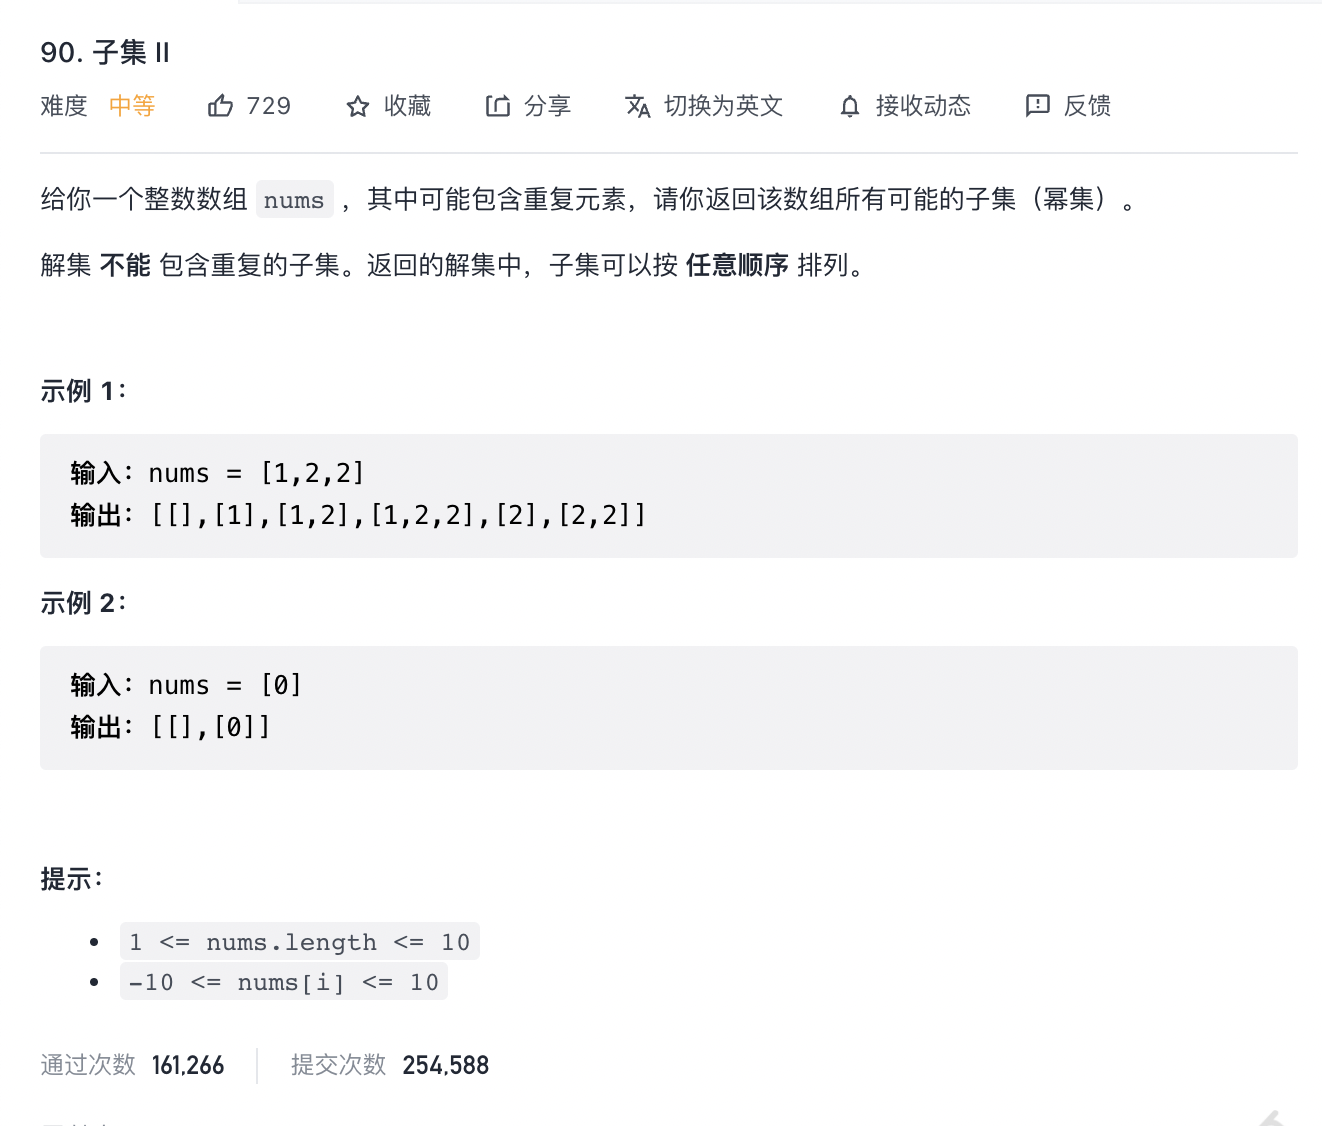 90. 子集 II
难度 中等 729 收藏 分享 切换为英文 接收动态 反馈
给你一个整数数组 nums ，其中可能包含重复元素，请你返回该数组所有可能的子集（幂集）。
解集 不能 包含重复的子集。返回的解集中，子集可以按 任意顺序 排列。
示例 1：
输入：nums = [1,2,2]
输出：[[],[1],[1,2],[1,2,2],[2],[2,2]]
示例 2：
输入：nums = [0]
输出：[[],[0]]
提示：
• 1 <= nums.length <= 10
• -10 <= nums[i] <= 10
通过次数 161,266 提交次数 254,588